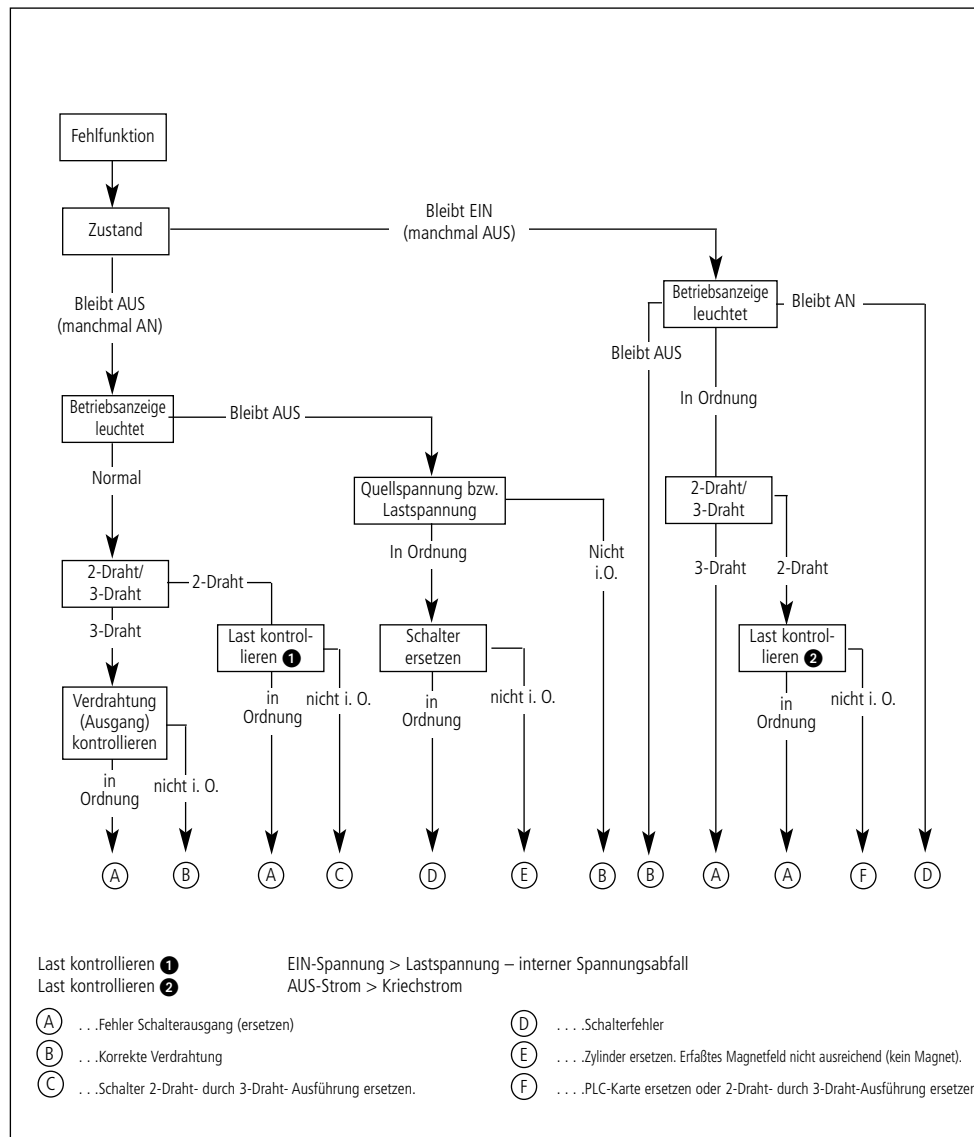 Fehlfunktion
Zustand
Bleibt EIN
(manchmal AUS)
Bleibt AUS
(manchmal AN)
Betriebsanzeige
leuchtet
Bleibt AN
Bleibt AUS
In Ordnung
Betriebsanzeige
leuchtet
Bleibt AUS
Normal
Quellspannung bzw.
Lastspannung
2-Draht/
3-Draht
In Ordnung
Nicht
i.O.
3-Draht
2-Draht
2-Draht/
3-Draht
2-Draht
3-Draht
Last kontrol-
lieren 1
Schalter
ersetzen
Last kontrol-
lieren 2
Verdrahtung
(Ausgang)
kontrollieren
in
Ordnung
nicht i. O.
in
Ordnung
nicht i. O.
in
Ordnung
nicht i. O.
in
Ordnung
nicht i. O.
A B A C D E B B A A F D
Last kontrollieren 1 EIN-Spannung > Lastspannung – interner Spannungsabfall
Last kontrollieren 2 AUS-Strom > Kriechstrom
A . . .Fehler Schalterausgang (ersetzen)
B . . .Korrekte Verdrahtung
C . . .Schalter 2-Draht- durch 3-Draht- Ausführung ersetzen.
D . . . .Schalterfehler
E . . . .Zylinder ersetzen. Erfaßtes Magnetfeld nicht ausreichend (kein Magnet).
F . . . .PLC-Karte ersetzen oder 2-Draht- durch 3-Draht-Ausführung ersetzen